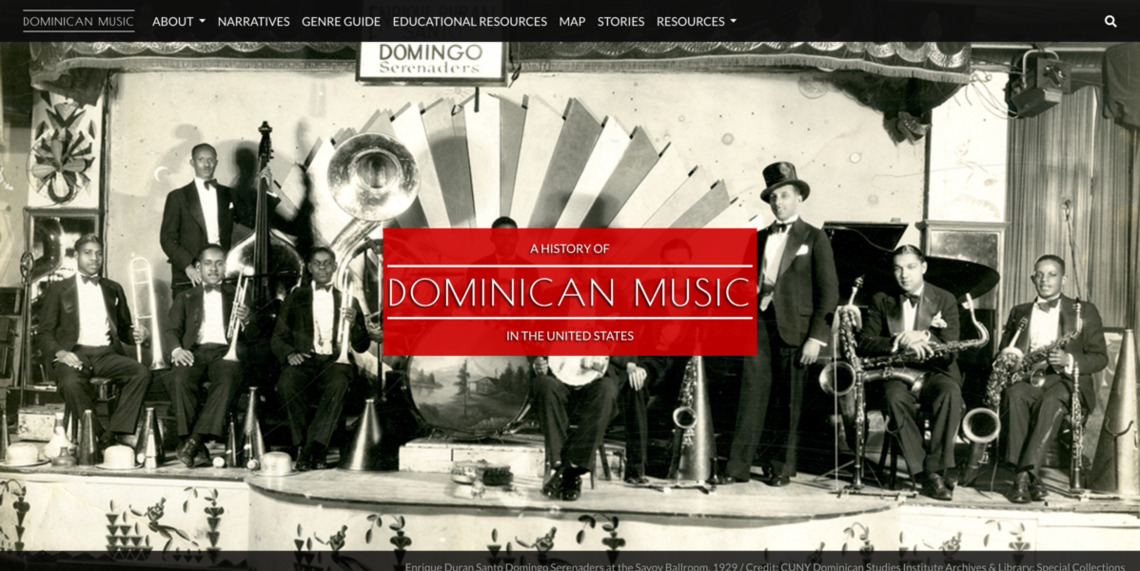 DOMINICAN MUSIC ABOUT NARRATIVES GENRE GUIDE EDUCATIONAL RESOURCES MAP STORIES RESOURCES
DOMINGO
Serenaders
A HISTORY OF
DOMINICAN MUSIC
IN THE UNITED STATES
Enrique Duran Santo Domingo Serenaders at the Savoy Ballroom, 1929 / Credit: CUNY Dominican Studies Institute Archives & Library: Special Collections